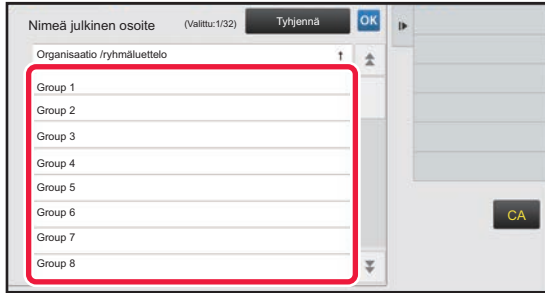 Nimeä julkinen osoite (Valittu:1/32) Tyhjennä OK
Organisaatio /ryhmäluettelo
Group 1
Group 2
Group 3
Group 4
Group 5
Group 6
CA
Group 7
Group 8